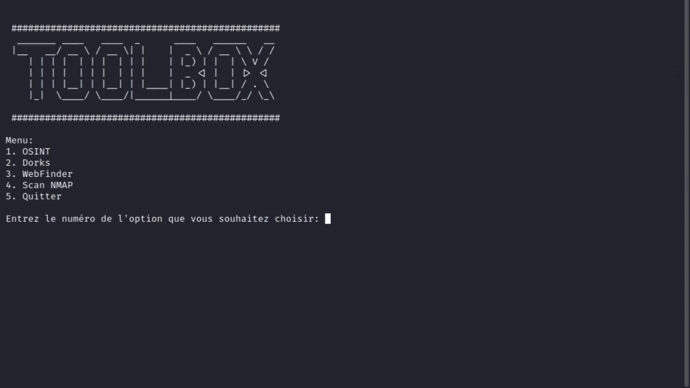 #################################################
TOOLBOX
#################################################
Menu:
1. OSINT
2. Dorks
3. WebFinder
4. Scan NMAP
5. Quitter
Entrez le numéro de l'option que vous souhaitez choisir: